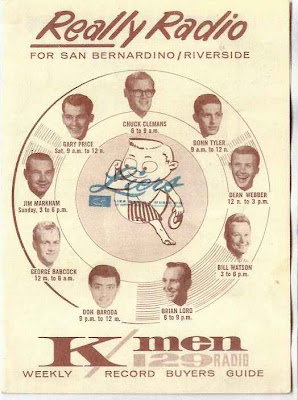 Really Radio
FOR SAN BERNARDINO/RIVERSIDE
CHUCK CLEMANS
6 to 9 a.m.
GARY PRICE
Sat. 9 a.m. to 12 n.
DONN TYLER
9 a.m. to 12 n.
JIM MARKHAM
Sunday, 3 to 6 p.m.
DEAN WEBBER
12 n. to 3 p.m.
GEORGE BABCOCK
12 m. to 6 a.m.
BILL WATSON
3 to 6 p.m.
DON BARODA
9 p.m. to 12 m.
BRIAN LORD
6 to 9 p.m.
K/men
129 RADIO
WEEKLY RECORD BUYERS GUIDE